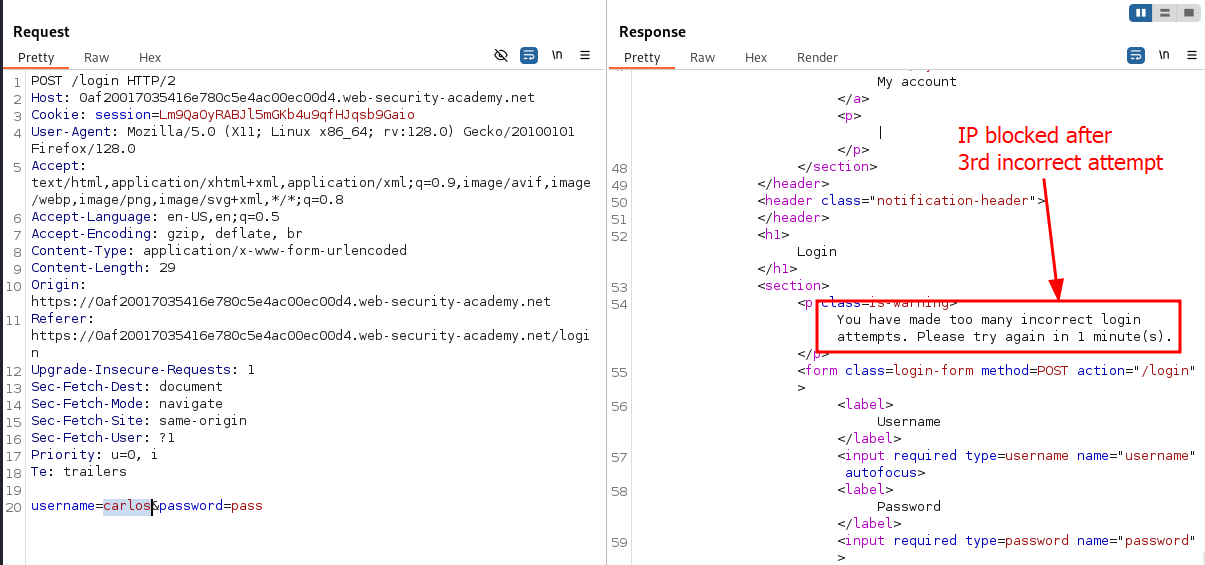 Request
Pretty Raw Hex \n
1 POST /login HTTP/2
2 Host: 0af20017035416e780c5e4ac00ec00d4.web-security-academy.net
3 Cookie: session=Lm9QaOyRABJl5mGKb4u9qfHJqsb9Gaio
4 User-Agent: Mozilla/5.0 (X11; Linux x86_64; rv:128.0) Gecko/20100101
Firefox/128.0
5 Accept:
text/html,application/xhtml+xml,application/xml;q=0.9,image/avif,image
/webp,image/png,image/svg+xml,*/*;q=0.8
6 Accept-Language: en-US,en;q=0.5
7 Accept-Encoding: gzip, deflate, br
8 Content-Type: application/x-www-form-urlencoded
9 Content-Length: 29
10 Origin:
https://0af20017035416e780c5e4ac00ec00d4.web-security-academy.net
11 Referer:
https://0af20017035416e780c5e4ac00ec00d4.web-security-academy.net/logi
n
12 Upgrade-Insecure-Requests: 1
13 Sec-Fetch-Dest: document
14 Sec-Fetch-Mode: navigate
15 Sec-Fetch-Site: same-origin
16 Sec-Fetch-User: ?1
17 Priority: u=0, i
18 Te: trailers
19
20 username=carlos&password=pass
Response
Pretty Raw Hex Render \n
My account
</a>
<p>
|
</p>
48 </section>
49 </header>
50 <header class="notification-header">
51 </header>
52 <h1>
Login
</h1>
53 <section>
54 <p class=is-warning>
You have made too many incorrect login
attempts. Please try again in 1 minute(s).
</p>
55 <form class=login-form method=POST action="/login"
>
56 <label>
Username
</label>
57 <input required type=username name="username"
autofocus>
58 <label>
Password
</label>
59 <input required type=password name="password"
>
IP blocked after
3rd incorrect attempt